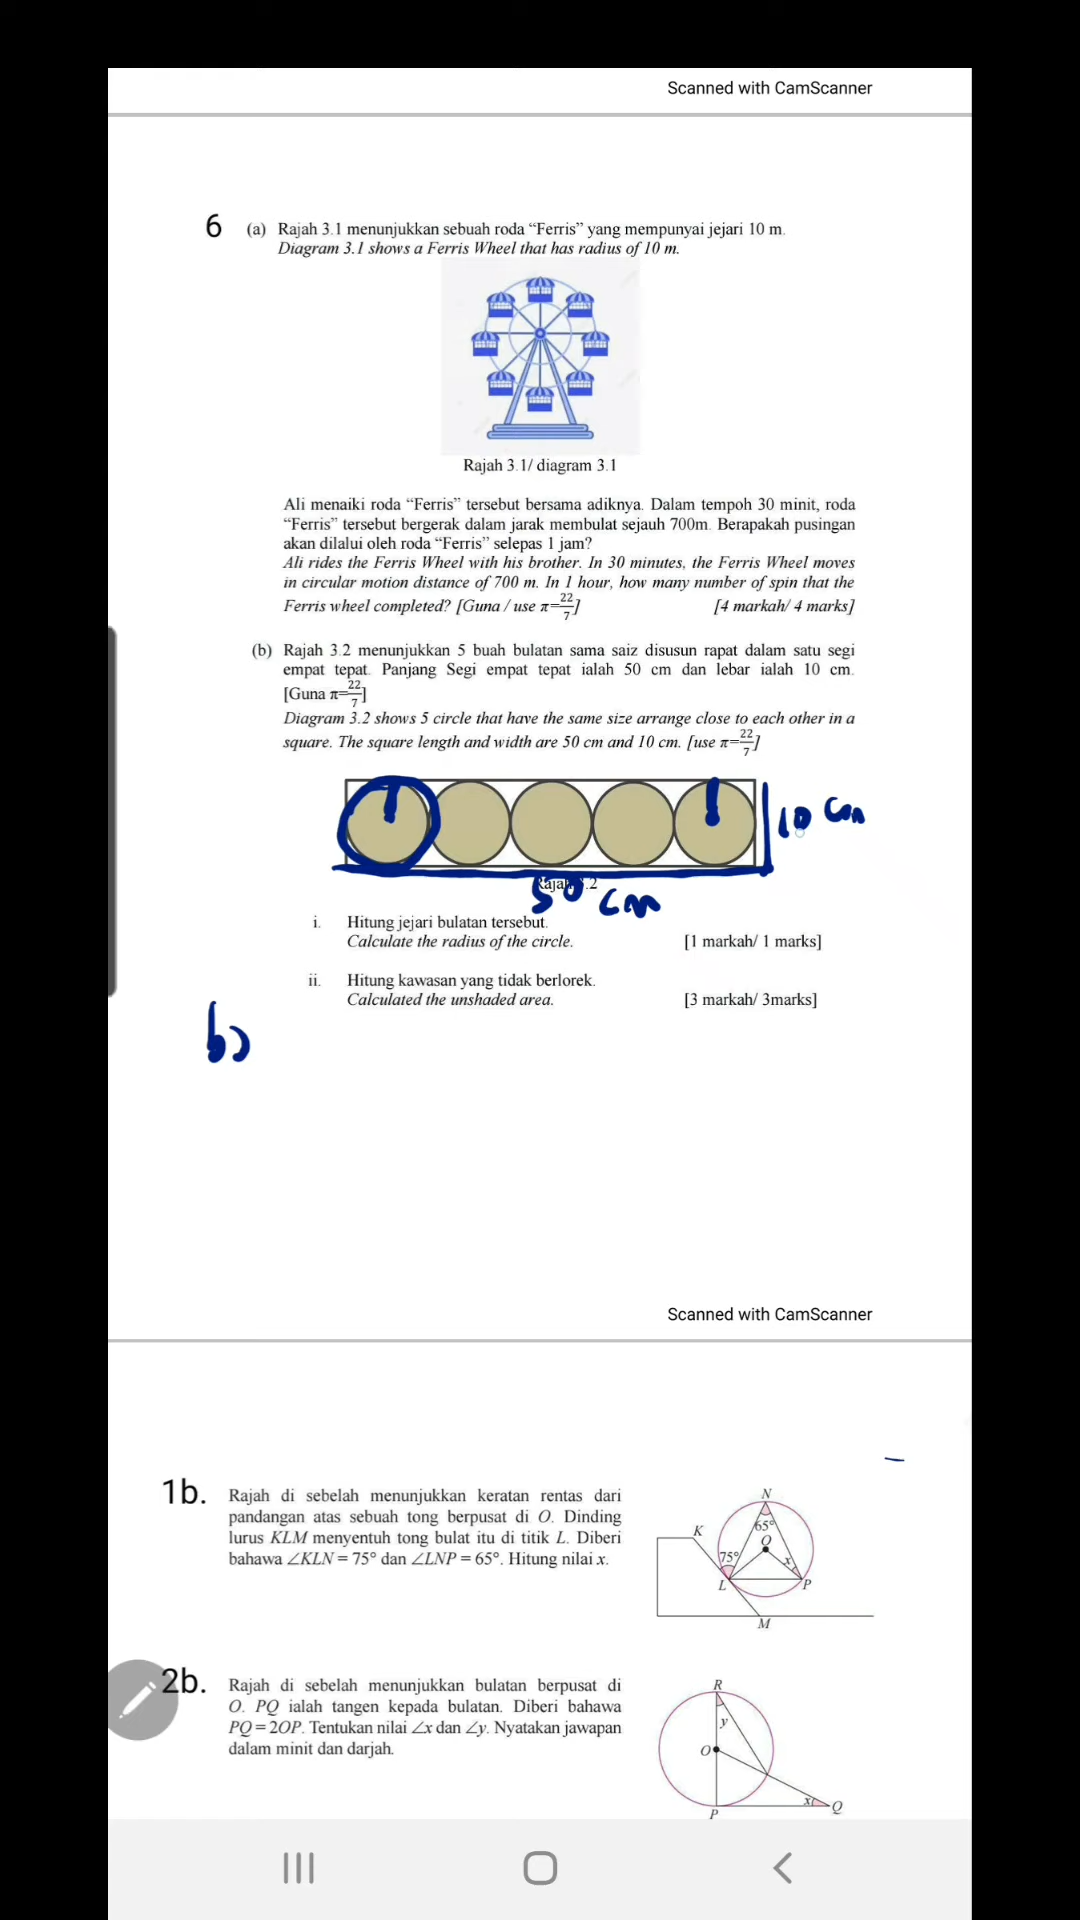 Scanned with CamScanner
6 (a) Rajah 3.1 menunjukkan sebuah roda “Ferris” yang mempunyai jejari 10 m.
Diagram 3.1 shows a Ferris Wheel that has radius of 10 m.
Rajah 3.1/ diagram 3.1
Ali menaiki roda “Ferris” tersebut bersama adiknya. Dalam tempoh 30 minit, roda
“Ferris” tersebut bergerak dalam jarak membulat sejauh 700m. Berapakah pusingan
akan dilalui oleh roda “Ferris” selepas 1 jam?
Ali rides the Ferris Wheel with his brother. In 30 minutes, the Ferris Wheel moves
in circular motion distance of 700 m. In 1 hour, how many number of spin that the
Ferris wheel completed? [Guna / use π=22/7] [4 markah/ 4 marks]
(b) Rajah 3.2 menunjukkan 5 buah bulatan sama saiz disusun rapat dalam satu segi
empat tepat. Panjang Segi empat tepat ialah 50 cm dan lebar ialah 10 cm.
[Guna π=22/7]
Diagram 3.2 shows 5 circle that have the same size arrange close to each other in a
square. The square length and width are 50 cm and 10 cm. [use π=22/7]
10 cm
Rajah 3.2
50 cm
i. Hitung jejari bulatan tersebut.
Calculate the radius of the circle. [1 markah/ 1 marks]
ii. Hitung kawasan yang tidak berlorek.
Calculated the unshaded area. [3 markah/ 3marks]
b)
Scanned with CamScanner
1b. Rajah di sebelah menunjukkan keratan rentas dari
pandangan atas sebuah tong berpusat di O. Dinding
lurus KLM menyentuh tong bulat itu di titik L. Diberi
bahawa ∠KLN = 75° dan ∠LNP = 65°. Hitung nilai x.
N
K
65°
O
75°
x
L
P
M
2b. Rajah di sebelah menunjukkan bulatan berpusat di
O. PQ ialah tangen kepada bulatan. Diberi bahawa
PQ = 2OP. Tentukan nilai ∠x dan ∠y. Nyatakan jawapan
dalam minit dan darjah.
R
y
O
x
Q
P